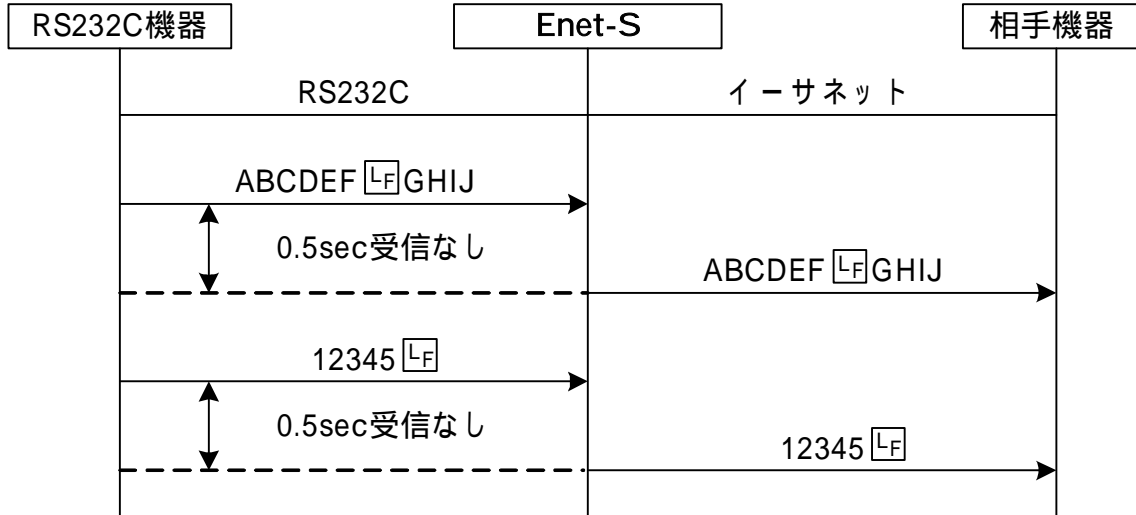 RS232C機器
Enet-S
相手機器
RS232C
イーサネット
ABCDEF LF GHIJ
0.5sec受信なし
ABCDEF LF GHIJ
12345 LF
0.5sec受信なし
12345 LF